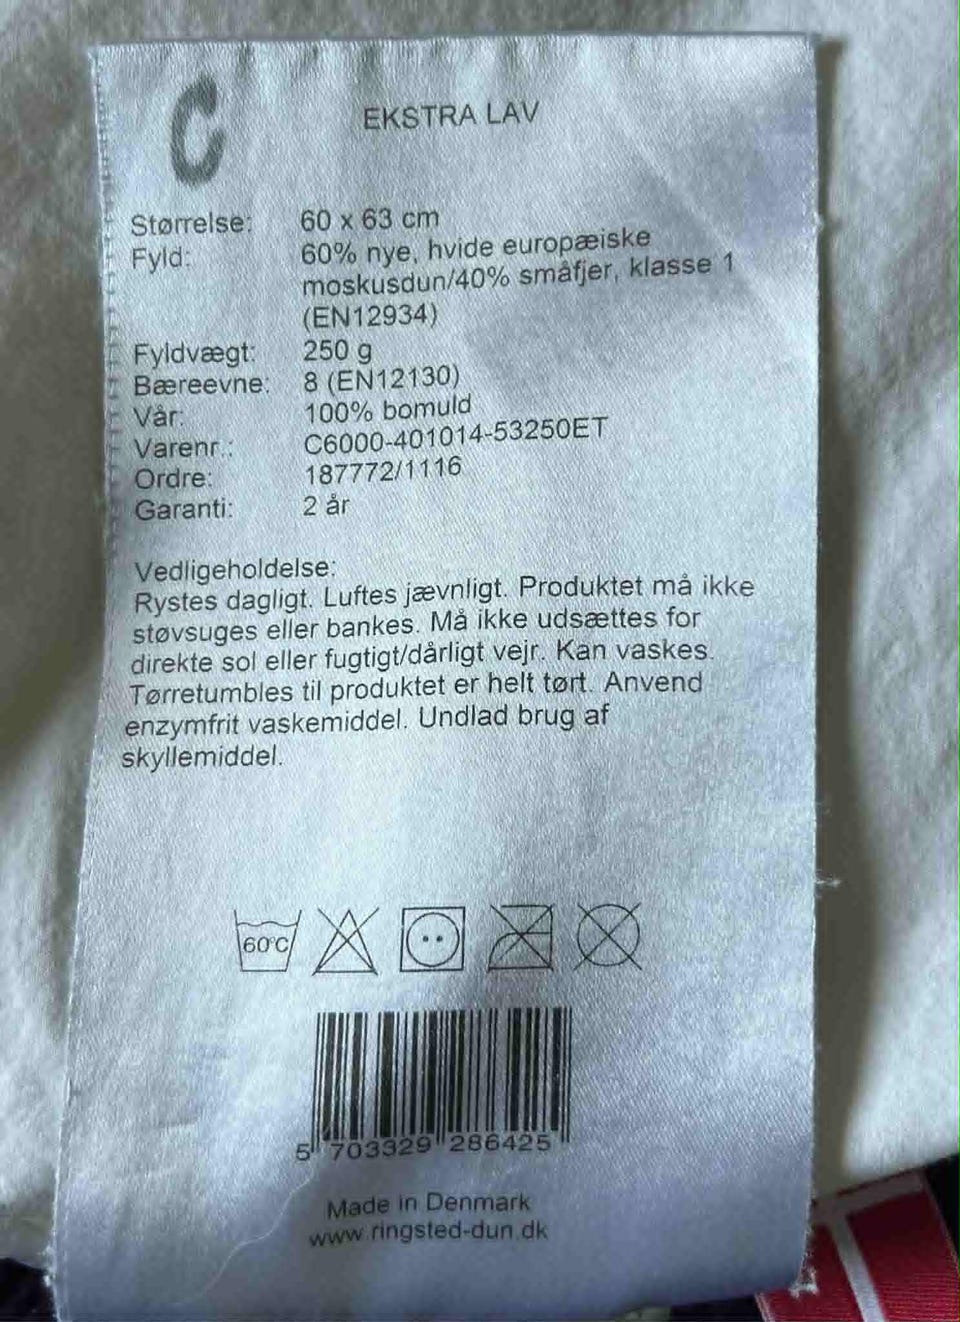 C
EKSTRA LAV
Størrelse: 60 x 63 cm
Fyld: 60% nye, hvide europæiske
moskusdun/40% småfjer, klasse 1
(EN12934)
Fyldvægt: 250 g
Bæreevne: 8 (EN12130)
Vår: 100% bomuld
Varenr.: C6000-401014-53250ET
Ordre: 187772/1116
Garanti: 2 år
Vedligeholdelse:
Rystes dagligt. Luftes jævnligt. Produktet må ikke
støvsuges eller bankes. Må ikke udsættes for
direkte sol eller fugtigt/dårligt vejr. Kan vaskes.
Tørretumbles til produktet er helt tørt. Anvend
enzymfrit vaskemiddel. Undlad brug af
skyllemiddel.
60°C
5 703329 286425
Made in Denmark
www.ringsted-dun.dk